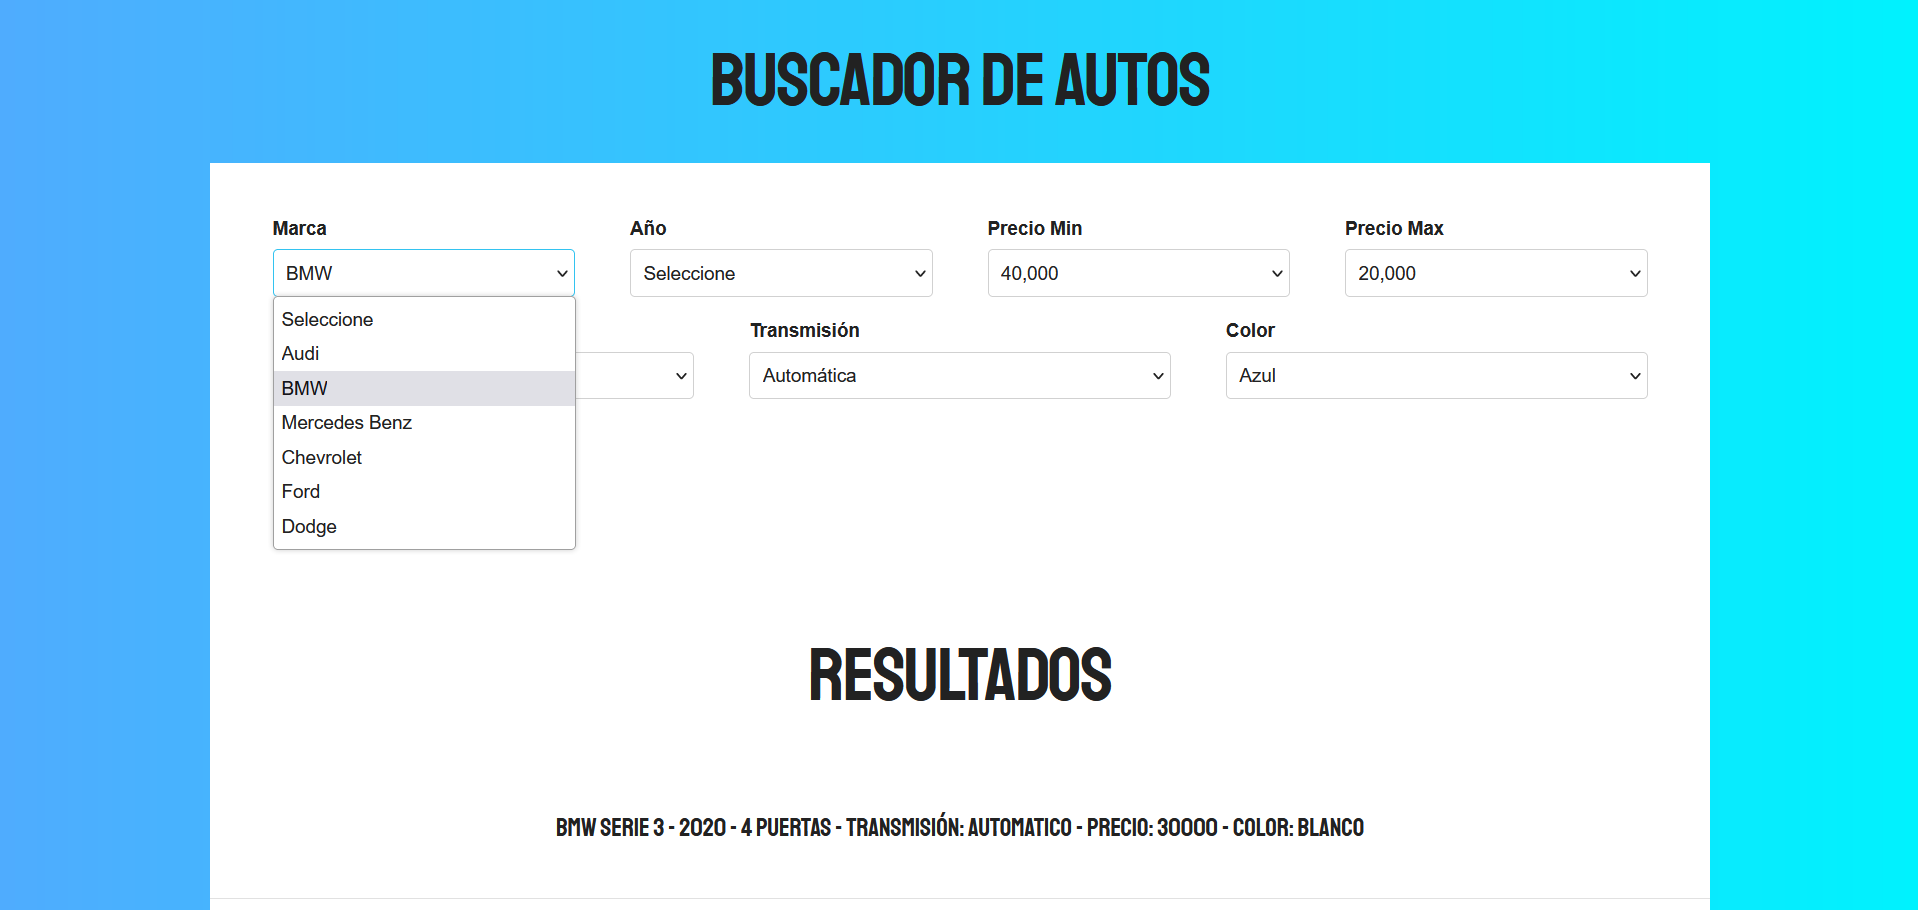 BUSCADOR DE AUTOS
Marca
Año
Precio Min
Precio Max
BMW
Seleccione
40,000
20,000
Seleccione
Audi
BMW
Mercedes Benz
Chevrolet
Ford
Dodge
Transmisión
Color
Automática
Azul
RESULTADOS
BMW SERIE 3 - 2020 - 4 PUERTAS - TRANSMISIÓN: AUTOMATICO - PRECIO: 30000 - COLOR: BLANCO